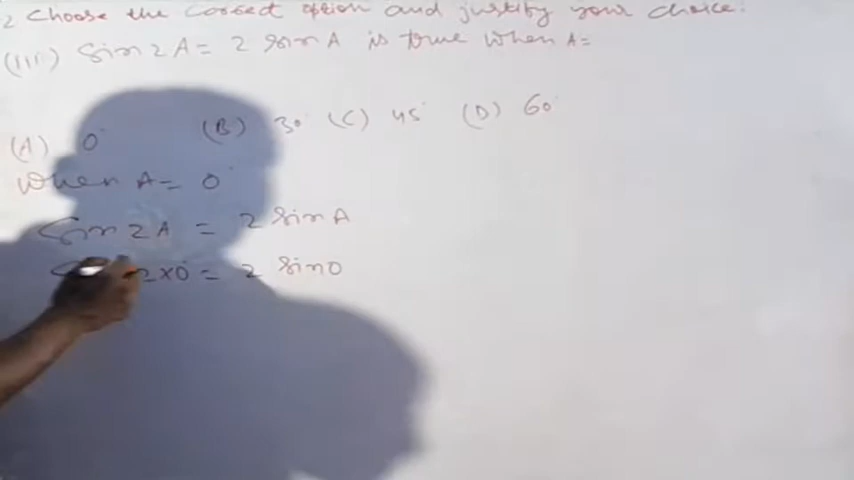 2 Choose the correct option and justify your choice:
(iii) Sin 2A = 2 sin A is true when A=
(A) 0° (B) 30° (C) 45° (D) 60°
When A = 0°
Sin 2A = 2 sin A
2×0 = 2 sin 0